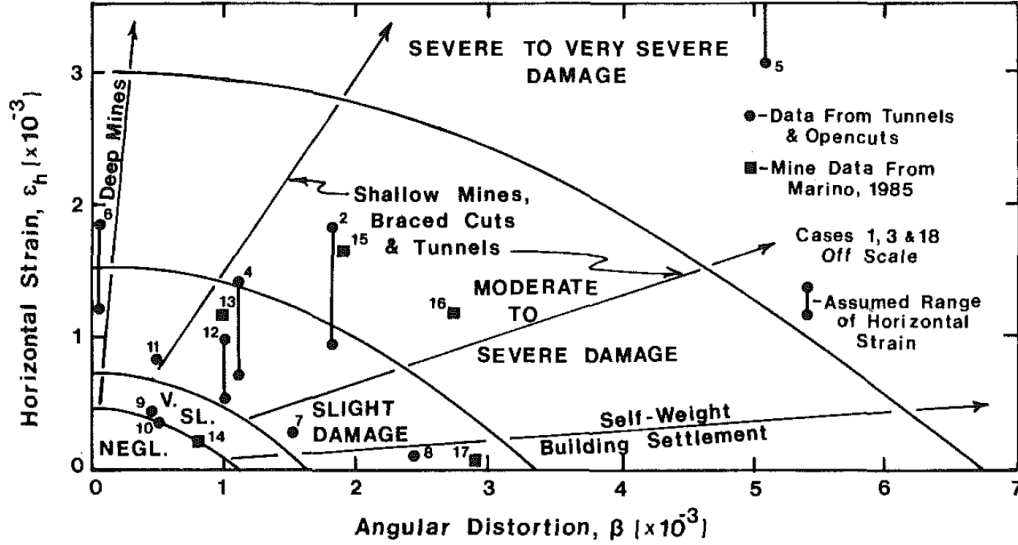 SEVERE TO VERY SEVERE
DAMAGE
3
5
Deep Mines
Data From Tunnels
& Opencuts
Mine Data From
Marino, 1985
Shallow Mines,
Braced Cuts
& Tunnels
2
6
2
15
Cases 1, 3 & 18
Off Scale
4
MODERATE
TO
16
13
Assumed Range
of Horizontal
Strain
1
12
11
SEVERE DAMAGE
V.
SL.
9
10
14
SLIGHT
DAMAGE
7
Self-Weight
Building Settlement
NEGL.
8
17
0
0
1
2
3
4
5
6
7
Horizontal Strain, εh (×10⁻³)
Angular Distortion, β (×10⁻³)